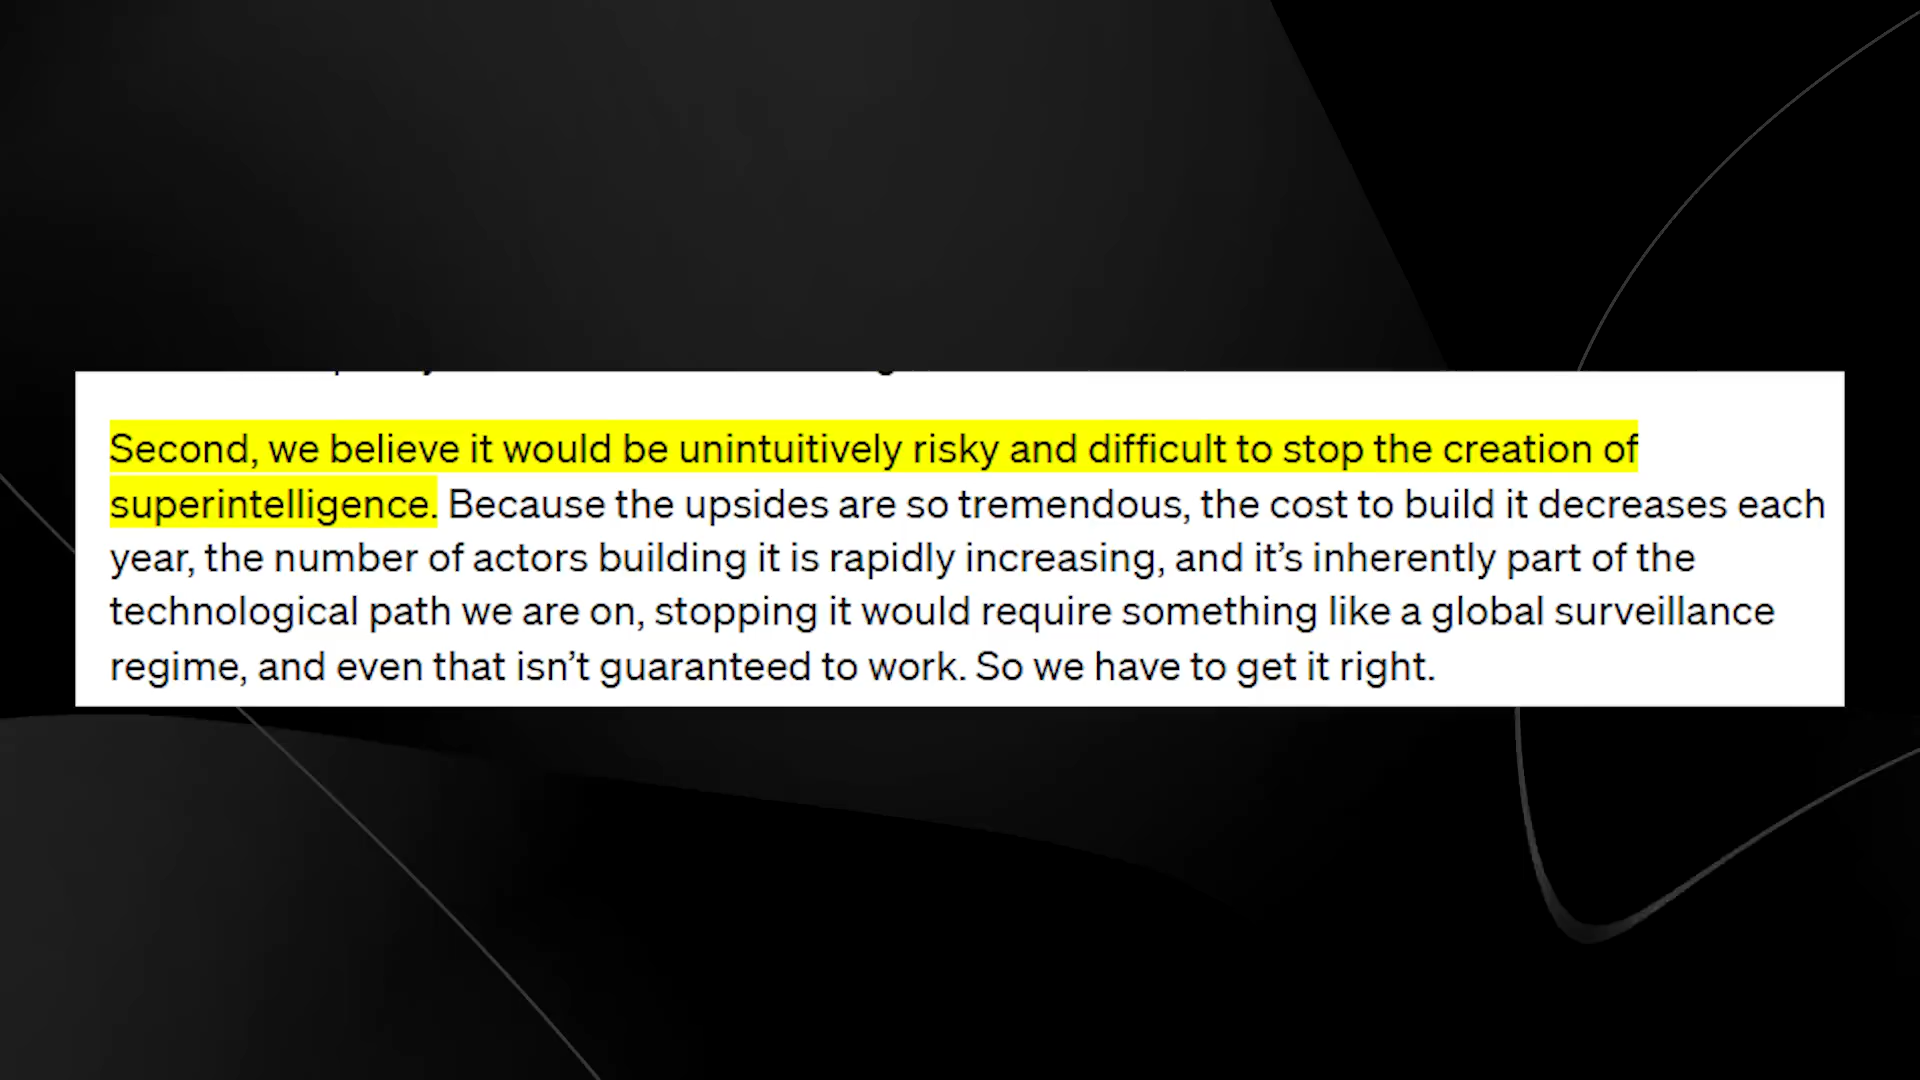 Second, we believe it would be unintuitively risky and difficult to stop the creation of
superintelligence. Because the upsides are so tremendous, the cost to build it decreases each
year, the number of actors building it is rapidly increasing, and it’s inherently part of the
technological path we are on, stopping it would require something like a global surveillance
regime, and even that isn’t guaranteed to work. So we have to get it right.